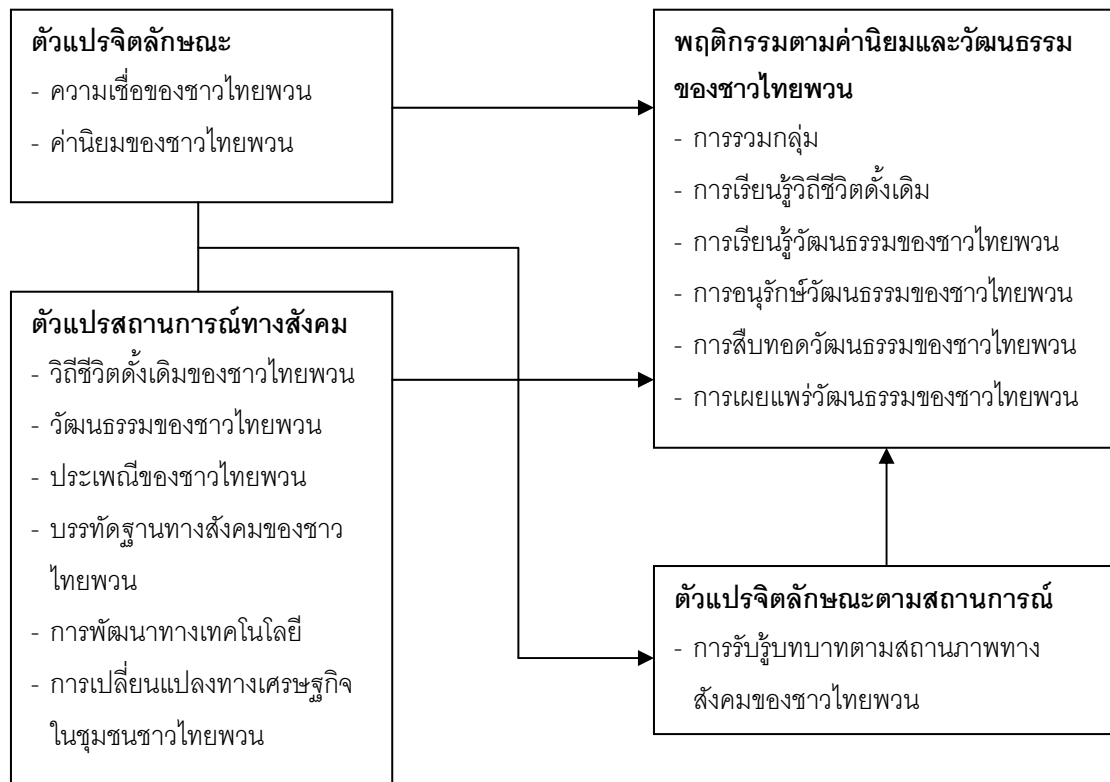 ตัวแปรจิตลักษณะ
- ความเชื่อของชาวไทยพวน
- ค่านิยมของชาวไทยพวน
ตัวแปรสถานการณ์ทางสังคม
- วิถีชีวิตดั้งเดิมของชาวไทยพวน
- วัฒนธรรมของชาวไทยพวน
- ประเพณีของชาวไทยพวน
- บรรทัดฐานทางสังคมของชาว
ไทยพวน
- การพัฒนาทางเทคโนโลยี
- การเปลี่ยนแปลงทางเศรษฐกิจ
ในชุมชนชาวไทยพวน
พฤติกรรมตามค่านิยมและวัฒนธรรม
ของชาวไทยพวน
- การรวมกลุ่ม
- การเรียนรู้วิถีชีวิตดั้งเดิม
- การเรียนรู้วัฒนธรรมของชาวไทยพวน
- การอนุรักษ์วัฒนธรรมของชาวไทยพวน
- การสืบทอดวัฒนธรรมของชาวไทยพวน
- การเผยแพร่วัฒนธรรมของชาวไทยพวน
ตัวแปรจิตลักษณะตามสถานการณ์
- การรับรู้บทบาทตามสถานภาพทาง
สังคมของชาวไทยพวน